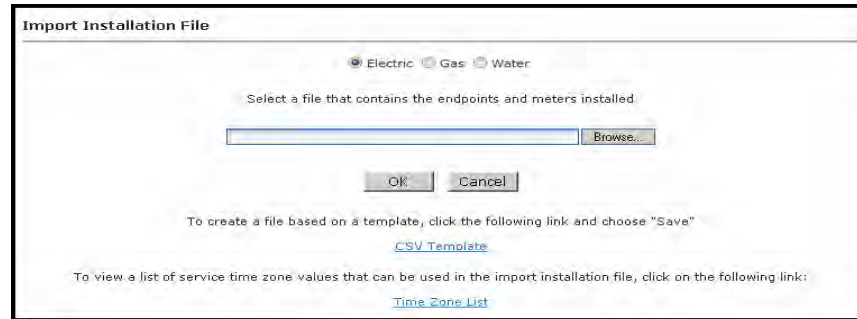 Import Installation File
Electric Gas Water
Select a file that contains the endpoints and meters installed
Browse...
OK Cancel
To create a file based on a template, click the following link and choose "Save"
CSV Template
To view a list of service time zone values that can be used in the import installation file, click on the following link:
Time Zone List